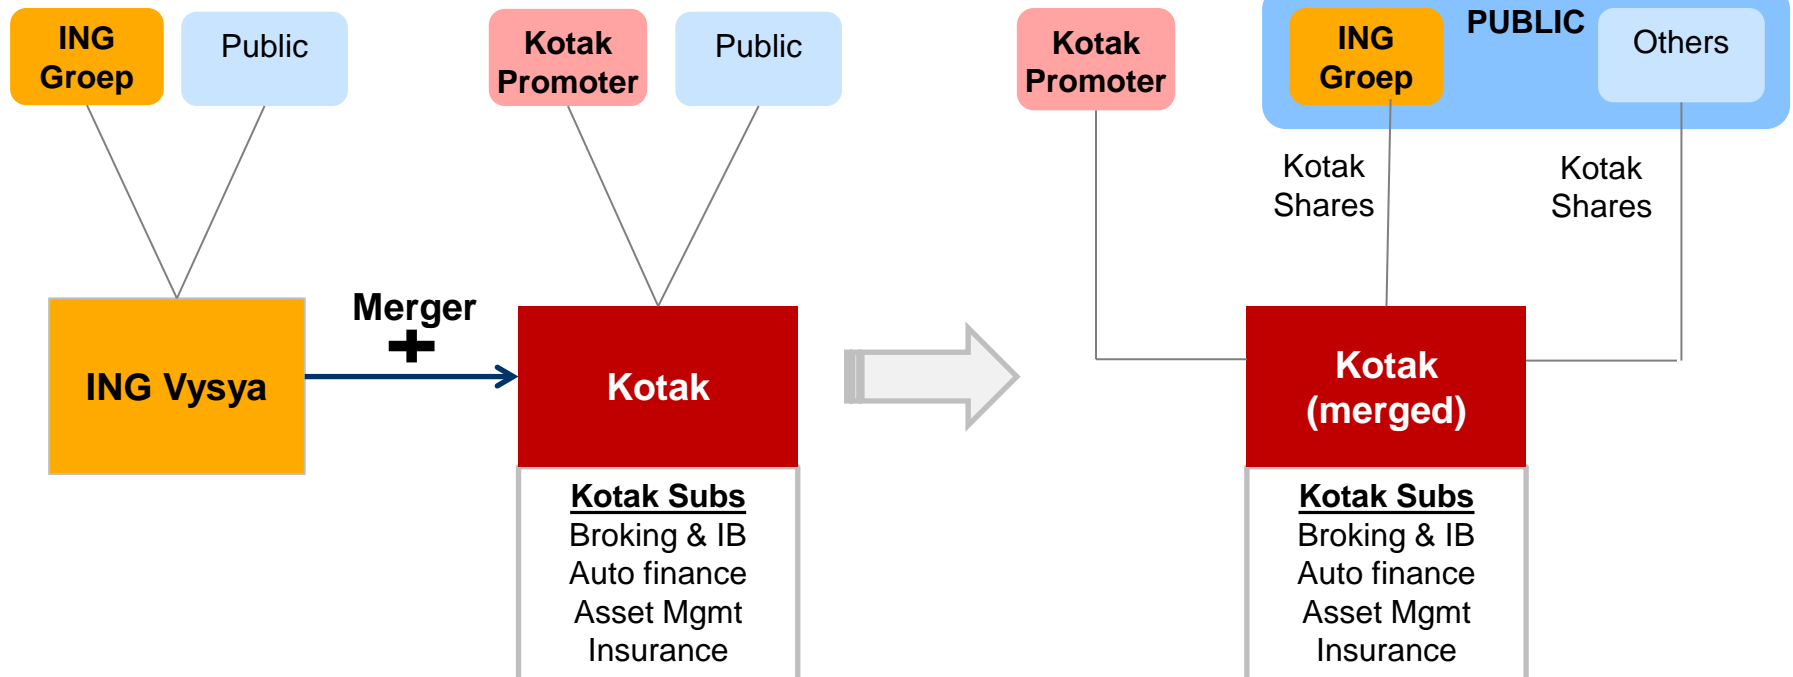 ING
Groep
Public
Kotak
Promoter
Public
Kotak
Promoter
PUBLIC
ING
Groep
Others
Kotak
Shares
Kotak
Shares
Merger
+
ING Vysya
Kotak
Kotak
(merged)
Kotak Subs
Broking & IB
Auto finance
Asset Mgmt
Insurance
Kotak Subs
Broking & IB
Auto finance
Asset Mgmt
Insurance